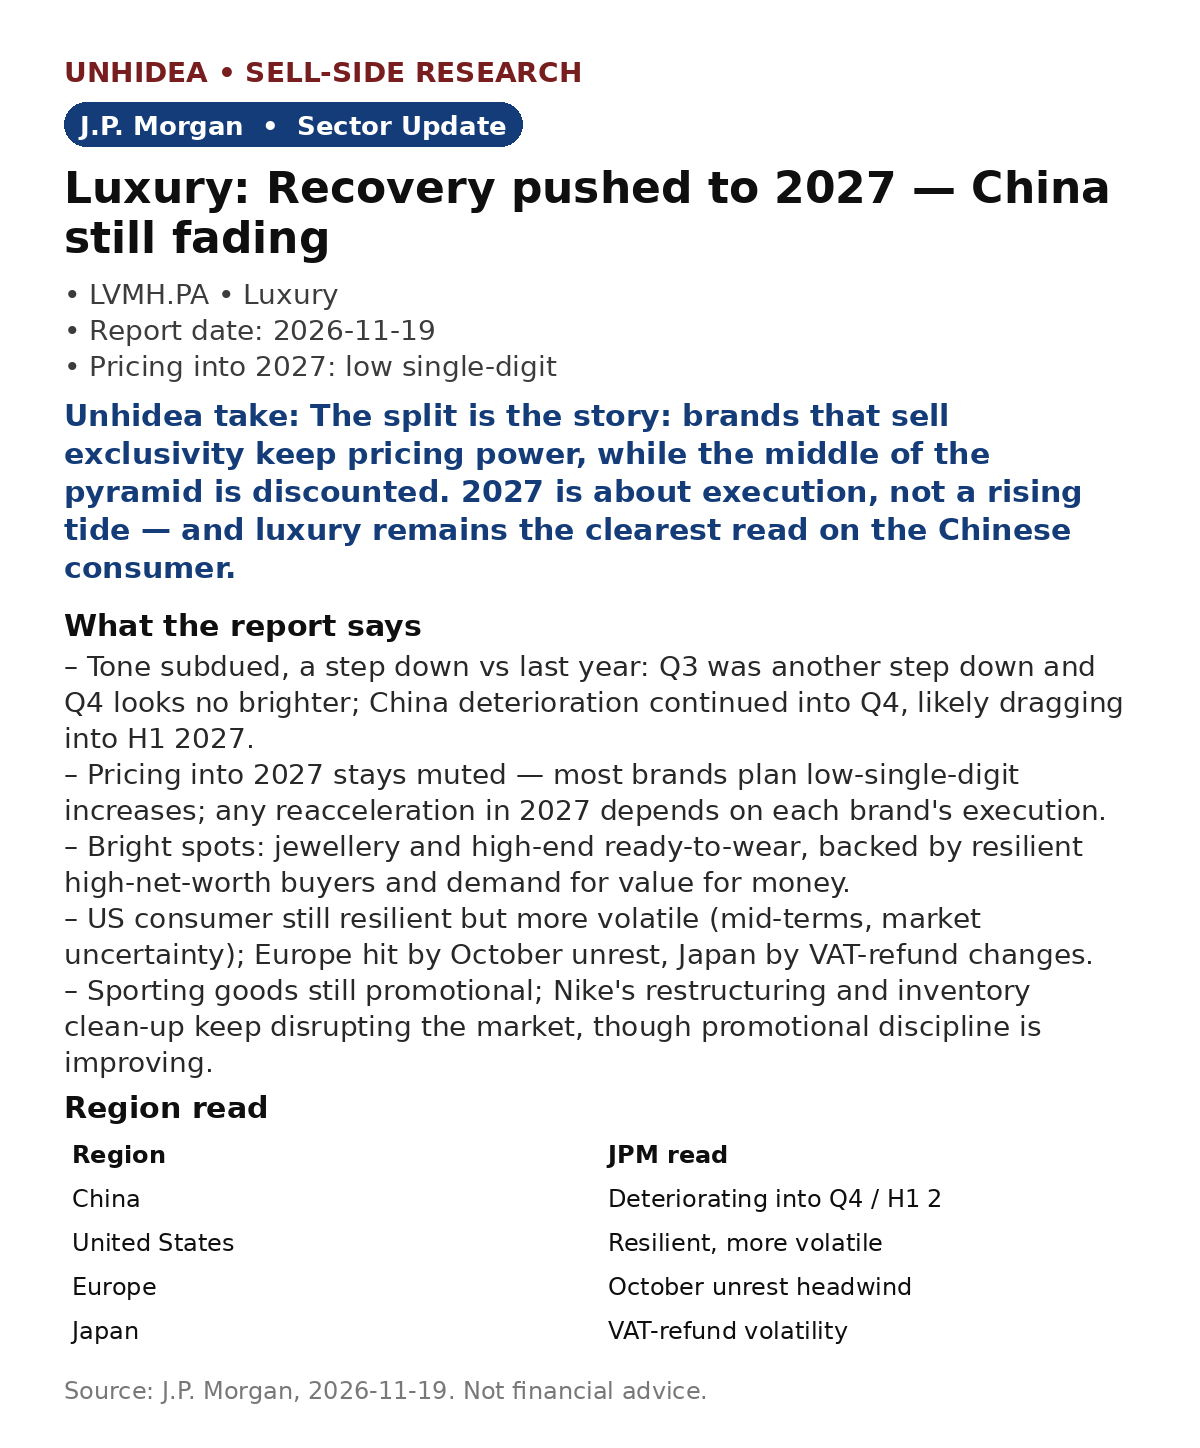 UNHIDEA • SELL-SIDE RESEARCH
J.P. Morgan • Sector Update
Luxury: Recovery pushed to 2027 — China
still fading
• LVMH.PA • Luxury
• Report date: 2026-11-19
• Pricing into 2027: low single-digit
Unhidea take: The split is the story: brands that sell
exclusivity keep pricing power, while the middle of the
pyramid is discounted. 2027 is about execution, not a rising
tide — and luxury remains the clearest read on the Chinese
consumer.
What the report says
– Tone subdued, a step down vs last year: Q3 was another step down and
Q4 looks no brighter; China deterioration continued into Q4, likely dragging
into H1 2027.
– Pricing into 2027 stays muted — most brands plan low-single-digit
increases; any reacceleration in 2027 depends on each brand's execution.
– Bright spots: jewellery and high-end ready-to-wear, backed by resilient
high-net-worth buyers and demand for value for money.
– US consumer still resilient but more volatile (mid-terms, market
uncertainty); Europe hit by October unrest, Japan by VAT-refund changes.
– Sporting goods still promotional; Nike's restructuring and inventory
clean-up keep disrupting the market, though promotional discipline is
improving.
Region read
Region JPM read
China Deteriorating into Q4 / H1 2
United States Resilient, more volatile
Europe October unrest headwind
Japan VAT-refund volatility
Source: J.P. Morgan, 2026-11-19. Not financial advice.